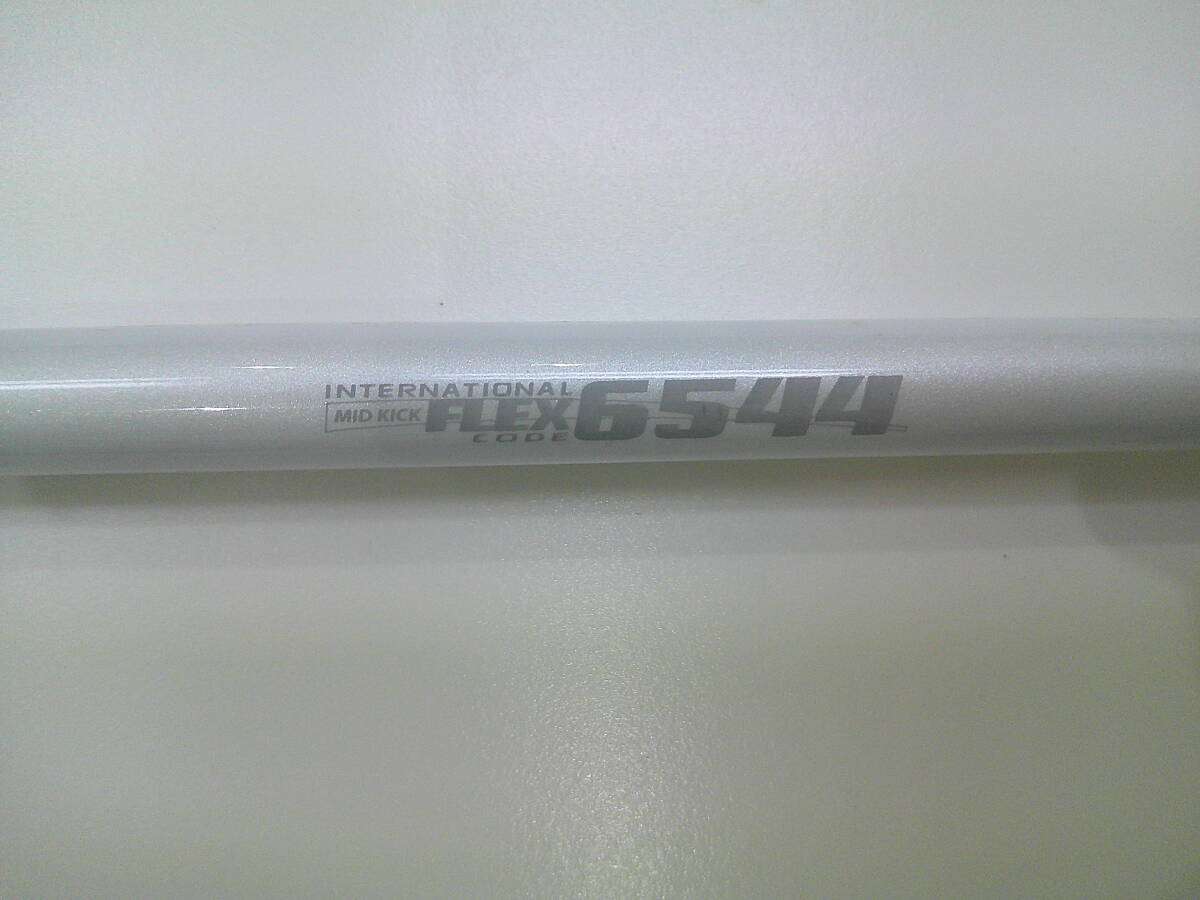 INTERNATIONAL
MID KICK FLEX 6544
CODE